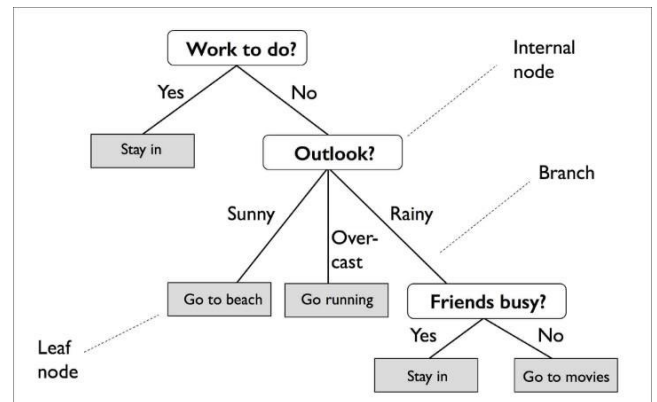 Work to do?
Internal
node
Yes
No
Stay in
Outlook?
Branch
Sunny
Rainy
Over-
cast
Go to beach
Go running
Friends busy?
Leaf
node
Yes
No
Stay in
Go to movies